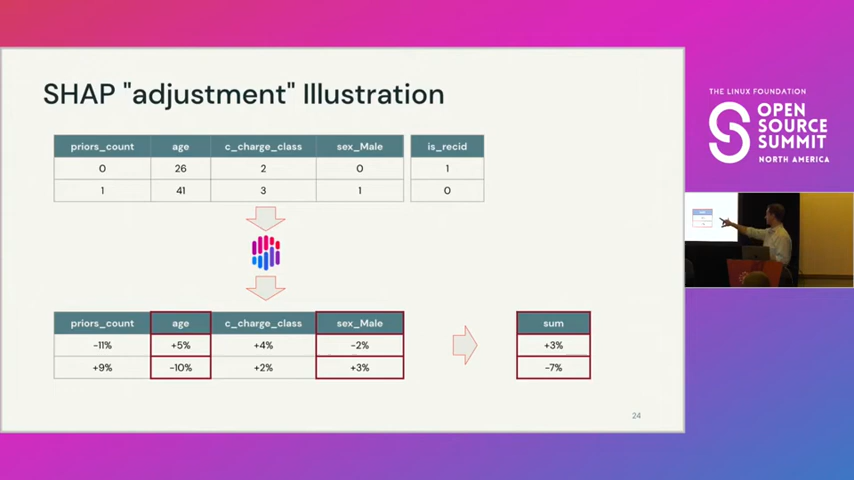 SHAP "adjustment" Illustration
priors_count age c_charge_class sex_Male is_recid
0 26 2 0 1
1 41 3 1 0
priors_count age c_charge_class sex_Male sum
-11% +5% +4% -2% +3%
+9% -10% +2% +3% -7%
24
THE LINUX FOUNDATION
OPEN
SOURCE
SUMMIT
NORTH AMERICA